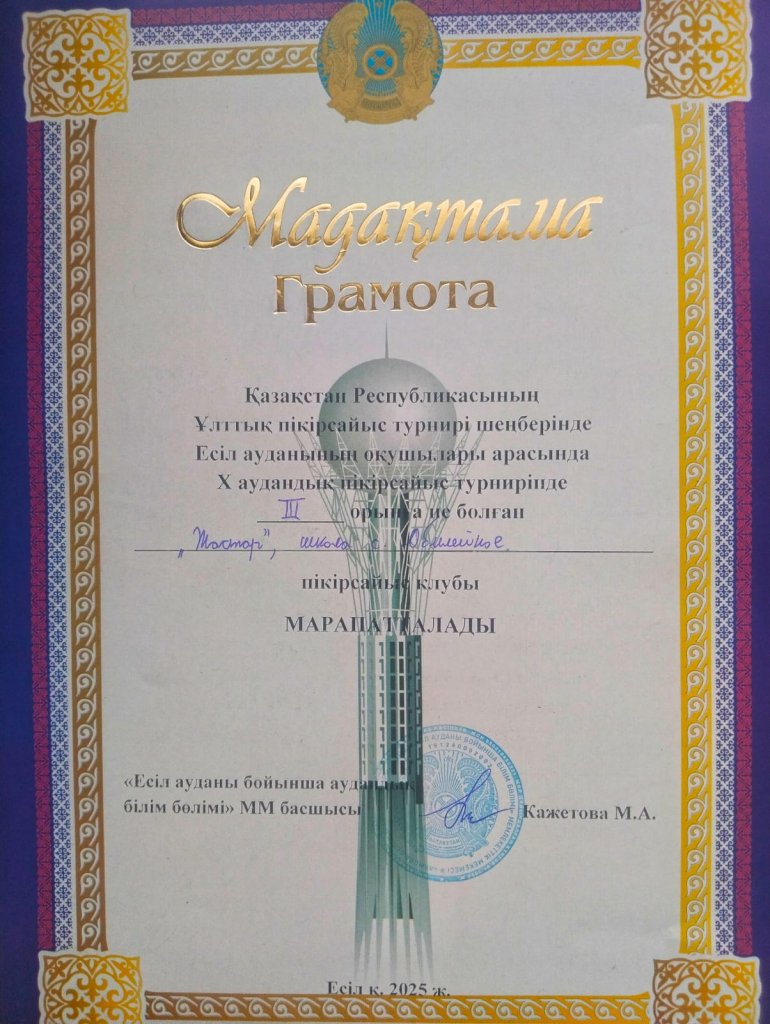 Мадақтама
Грамота
Қазақстан Республикасының
Ұлттық пікірсайыс турнирі шеңберінде
Есіл ауданының оқушылары арасында
Х аудандық пікірсайыс турнирінде
III орынға ие болған
„Жастар", школа с. Юбилейное
пікірсайыс клубы
МАРАПАТТАЛАДЫ
«Есіл ауданы бойынша аудандық
білім бөлімі» ММ басшысы Кажетова М.А.
Есіл қ. 2025 ж.